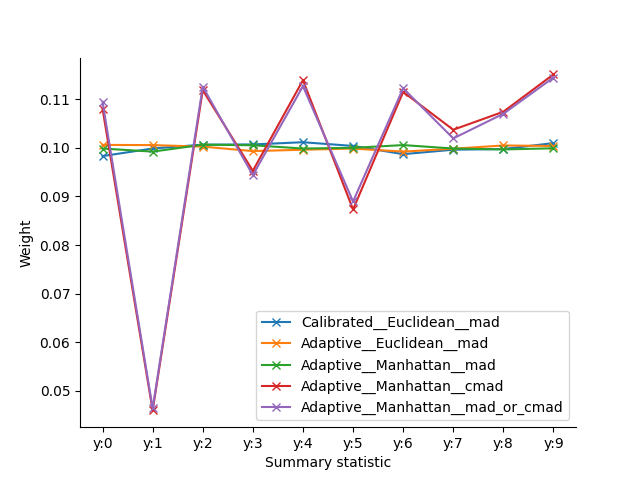 0.11
0.10
0.09
0.08
0.07
0.06
0.05
Weight
Calibrated__Euclidean__mad
Adaptive__Euclidean__mad
Adaptive__Manhattan__mad
Adaptive__Manhattan__cmad
Adaptive__Manhattan__mad_or_cmad
y:0 y:1 y:2 y:3 y:4 y:5 y:6 y:7 y:8 y:9
Summary statistic